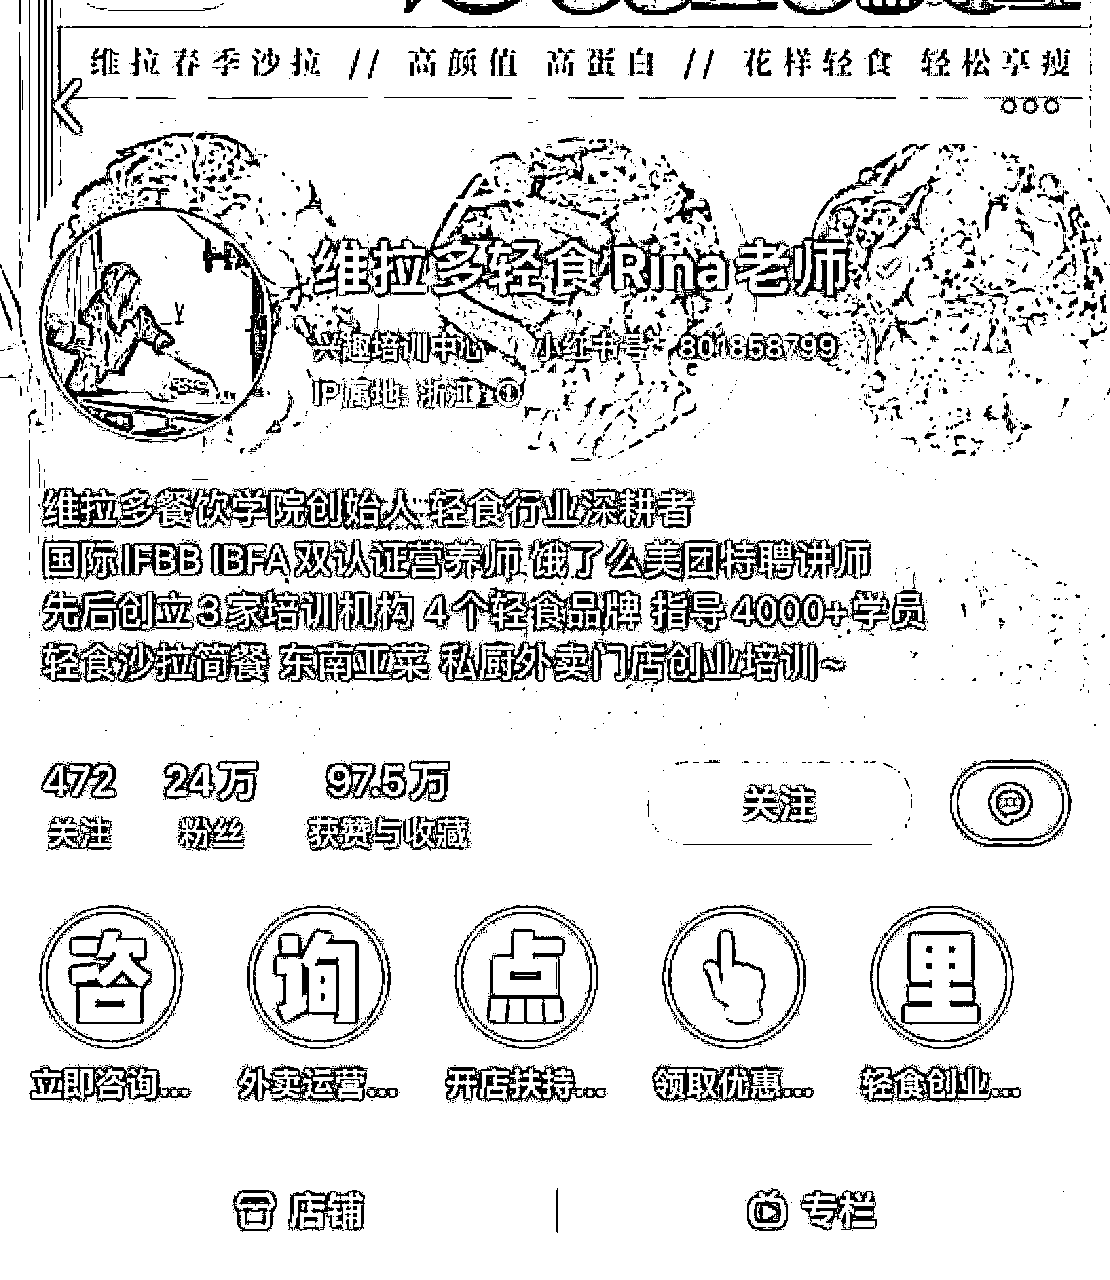 维拉春季沙拉 // 高颜值 高蛋白 // 花样轻食 轻松享瘦
维拉多轻食Rina老师
兴趣培训中心 小红书号：801858799
IP属地：浙江
维拉多餐饮学院创始人 轻食行业深耕者
国际IFBB IBFA双认证营养师 饿了么美团特聘讲师
先后创立3家培训机构 4个轻食品牌 指导4000+学员
轻食沙拉简餐 东南亚菜 私厨外卖门店创业培训~
472 24万 97.5万
关注 粉丝 获赞与收藏
关注
咨 询 点 里
立即咨询... 外卖运营... 开店扶持... 领取优惠... 轻食创业...
店铺 专栏